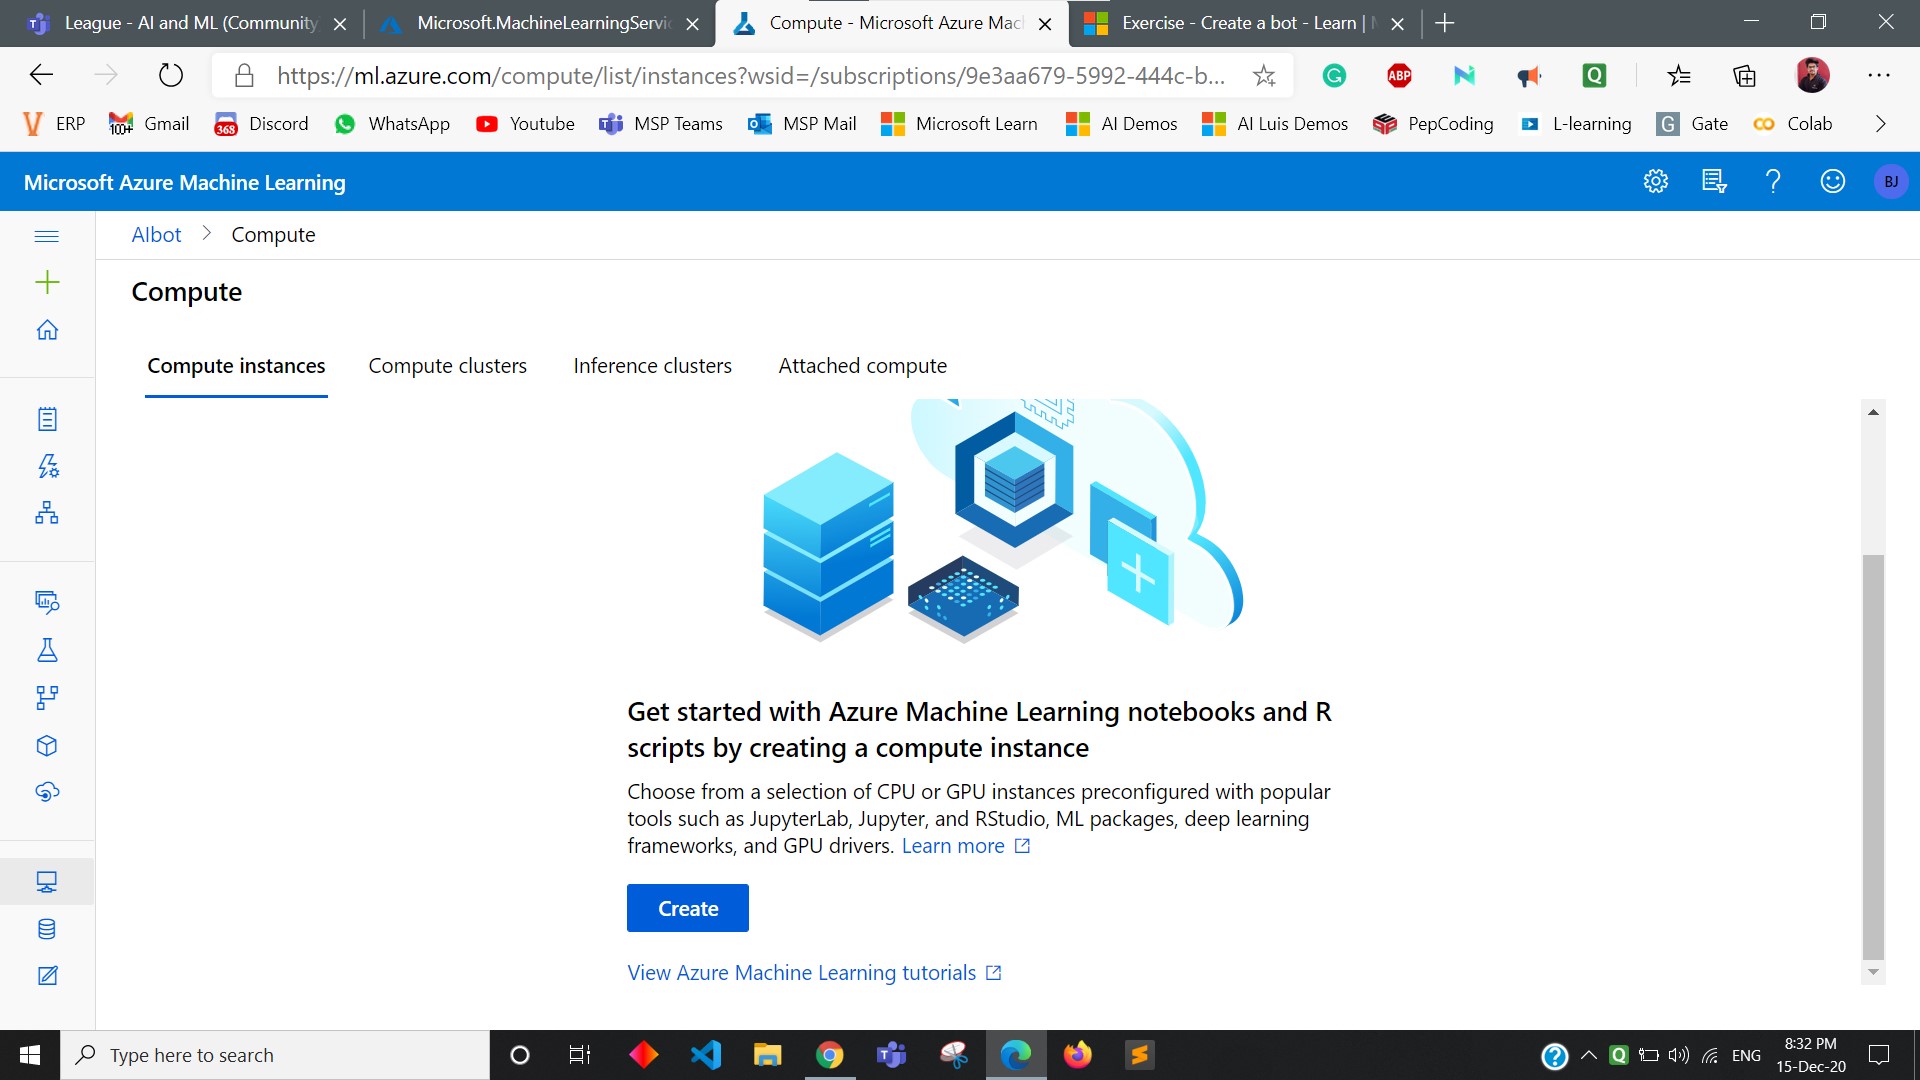 League - AI and ML (Community
Microsoft.MachineLearningServi
Compute - Microsoft Azure Mac
Exercise - Create a bot - Learn |
https://ml.azure.com/compute/list/instances?wsid=/subscriptions/9e3aa679-5992-444c-b...
ABP
ERP
100+
Gmail
368
Discord
WhatsApp
Youtube
MSP Teams
MSP Mail
Microsoft Learn
AI Demos
AI Luis Demos
PepCoding
L-learning
G
Gate
Colab
Microsoft Azure Machine Learning
BJ
AIbot > Compute
Compute
Compute instances
Compute clusters
Inference clusters
Attached compute
Get started with Azure Machine Learning notebooks and R
scripts by creating a compute instance
Choose from a selection of CPU or GPU instances preconfigured with popular
tools such as JupyterLab, Jupyter, and RStudio, ML packages, deep learning
frameworks, and GPU drivers. Learn more
Create
View Azure Machine Learning tutorials
Type here to search
ENG
8:32 PM
15-Dec-20